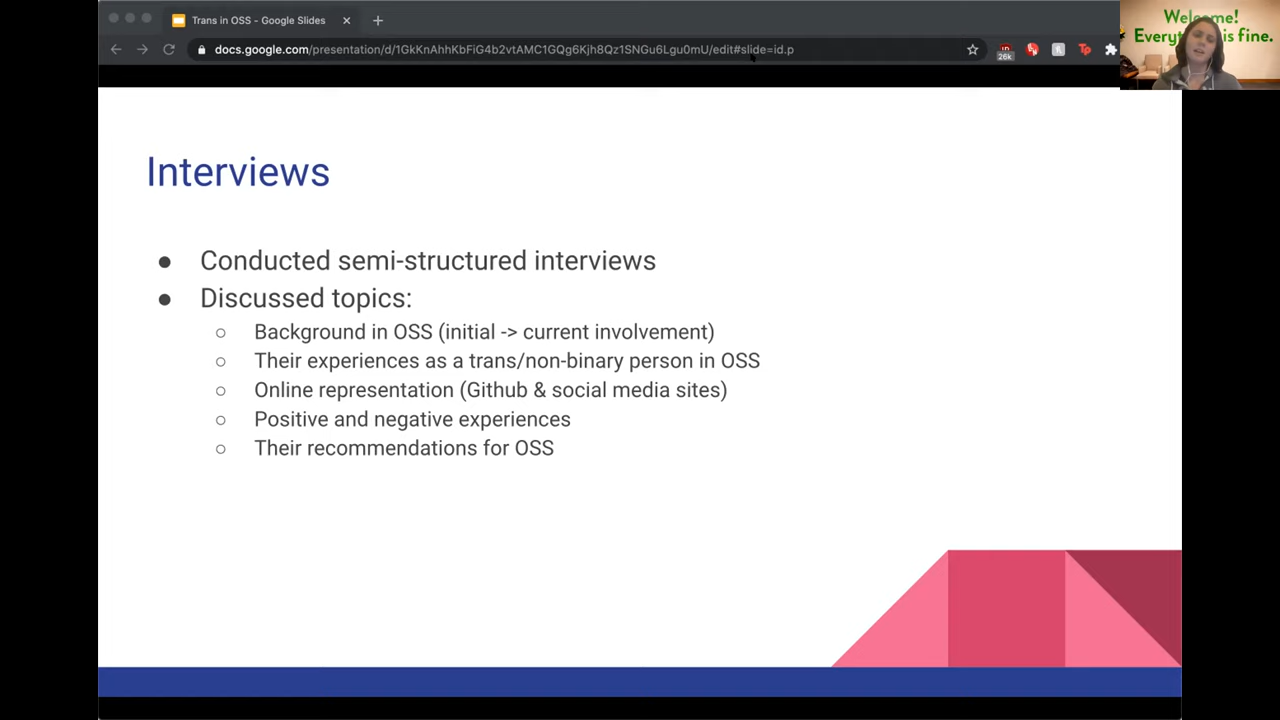 Trans in OSS - Google Slides
docs.google.com/presentation/d/1GkKnAhhKbFiG4b2vtAMC1GQg6Kjh8Qz1SNGu6Lgu0mU/edit#slide=id.p
26k
Welcome!
Everyth is fine.
Interviews
Conducted semi-structured interviews
Discussed topics:
Background in OSS (initial -> current involvement)
Their experiences as a trans/non-binary person in OSS
Online representation (Github & social media sites)
Positive and negative experiences
Their recommendations for OSS